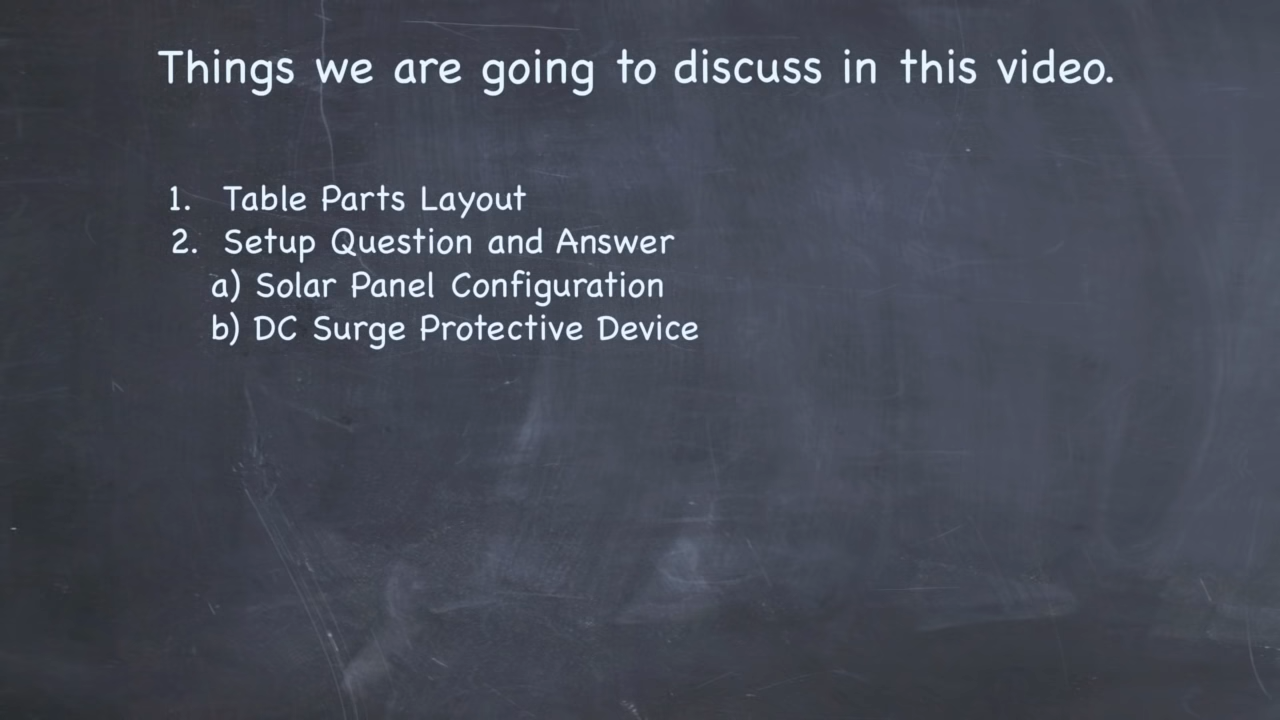 Things we are going to discuss in this video.
1. Table Parts Layout
2. Setup Question and Answer
a) Solar Panel Configuration
b) DC Surge Protective Device